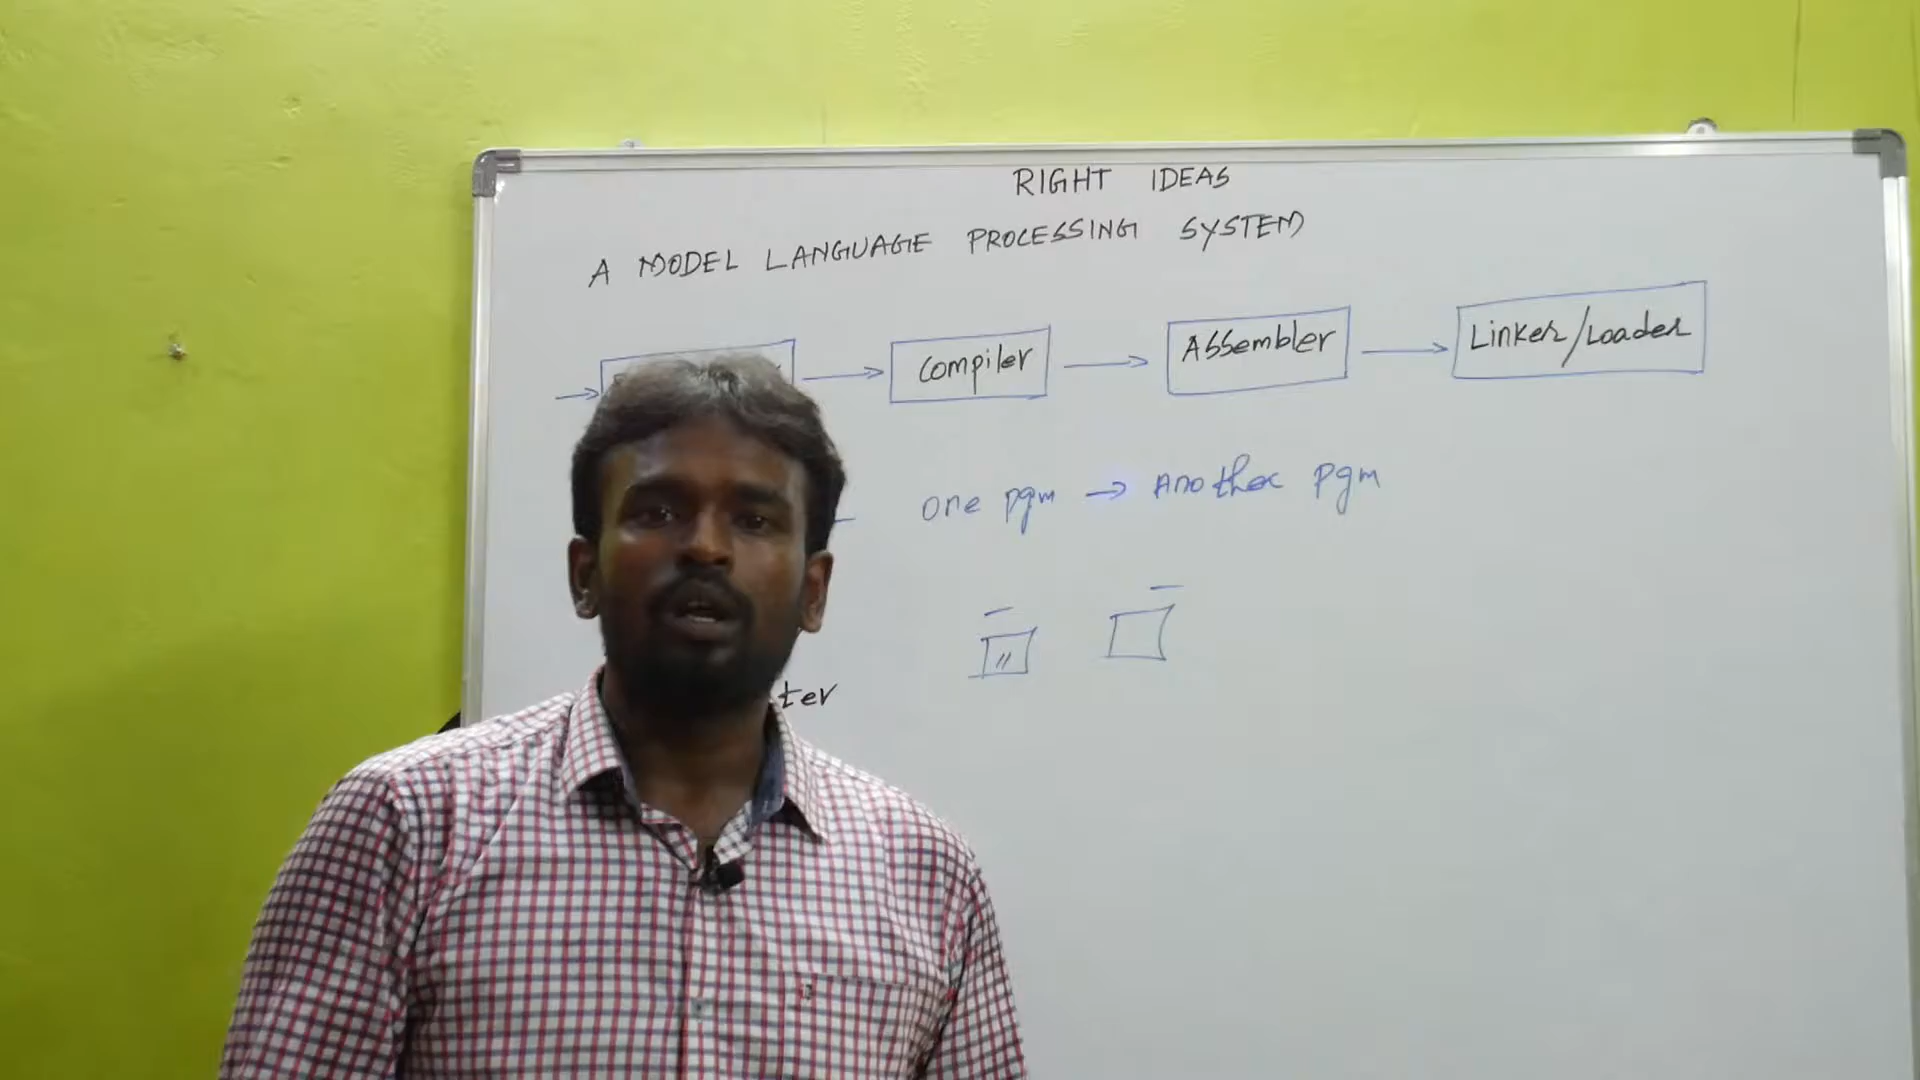 RIGHT IDEAS
A MODEL LANGUAGE PROCESSING SYSTEM
Compiler Assembler Linker/Loader
one pgm → Another pgm
ter